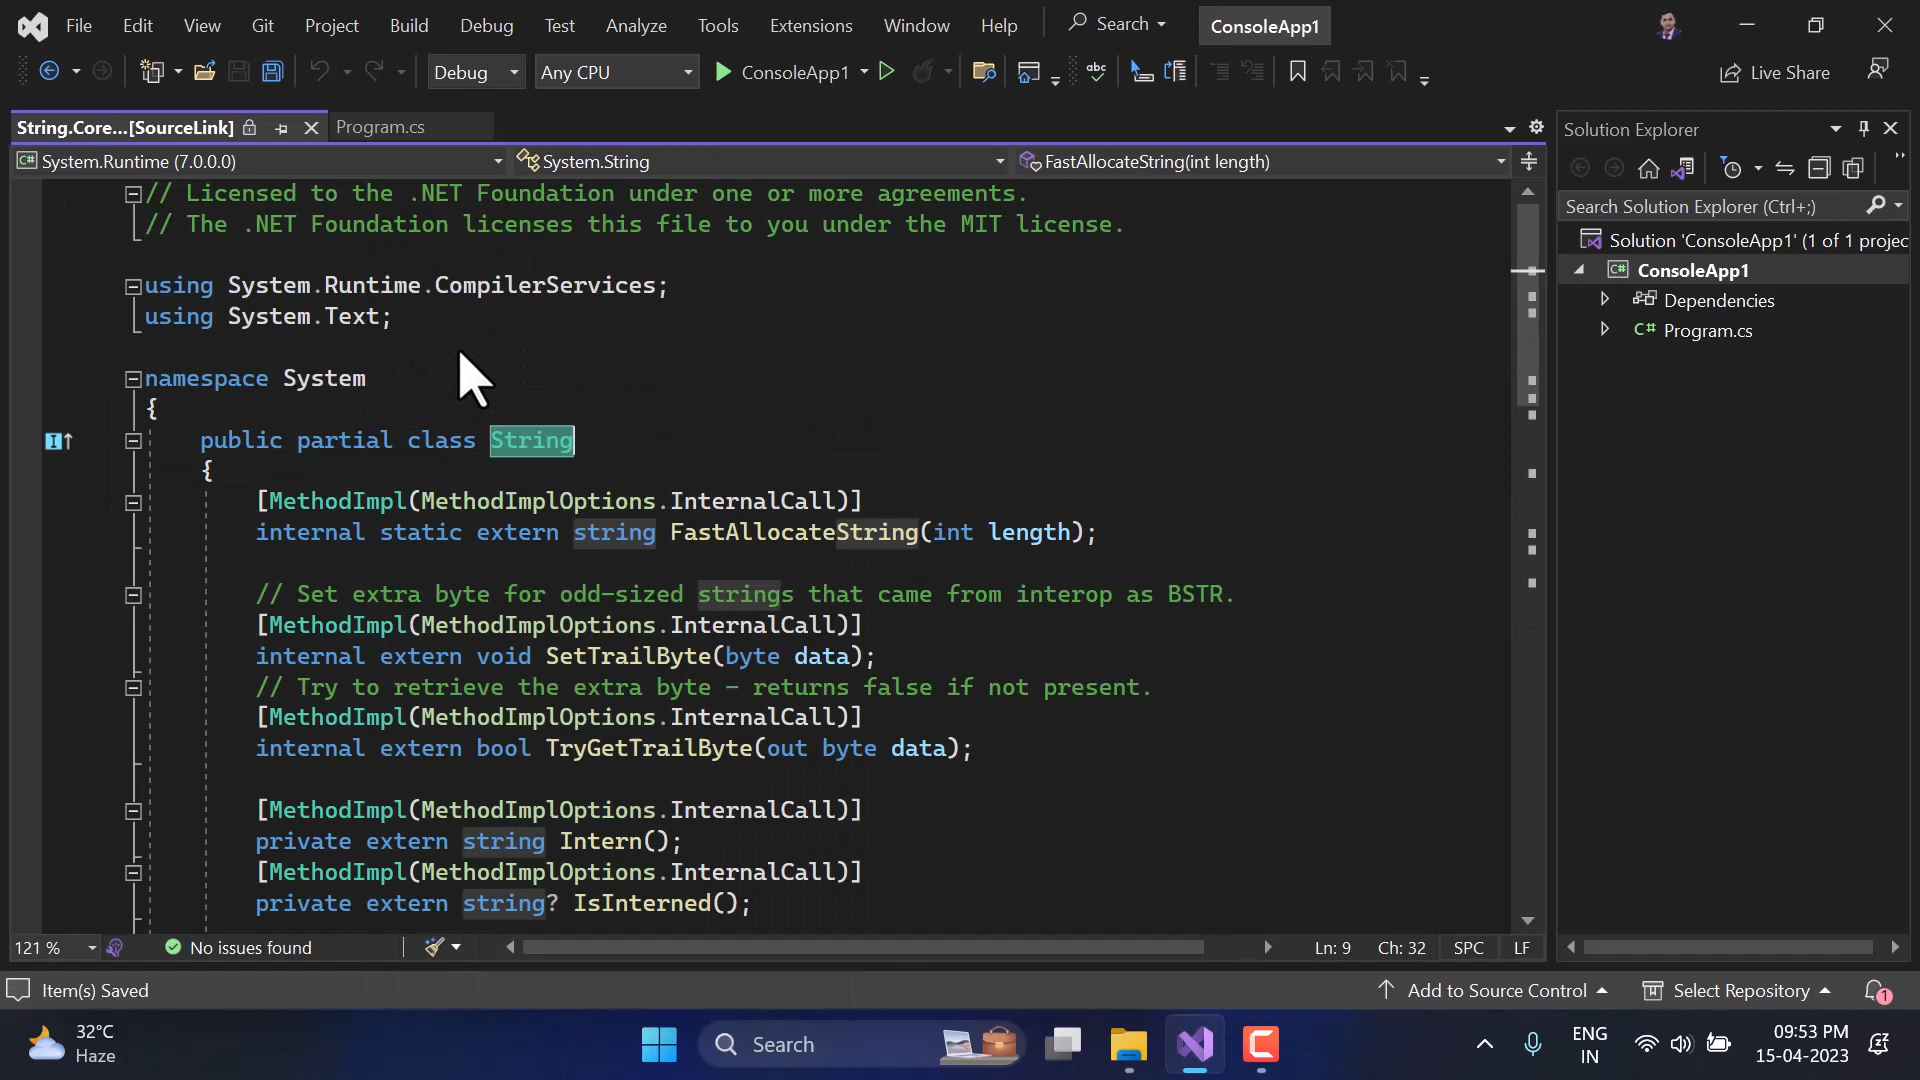 File Edit View Git Project Build Debug Test Analyze Tools Extensions Window Help Search ConsoleApp1
Debug Any CPU ConsoleApp1 abc Live Share
String.Core...[SourceLink] Program.cs
System.Runtime (7.0.0.0) System.String FastAllocateString(int length)
// Licensed to the .NET Foundation under one or more agreements.
// The .NET Foundation licenses this file to you under the MIT license.
using System.Runtime.CompilerServices;
using System.Text;
namespace System
{
public partial class String
{
[MethodImpl(MethodImplOptions.InternalCall)]
internal static extern string FastAllocateString(int length);
// Set extra byte for odd-sized strings that came from interop as BSTR.
[MethodImpl(MethodImplOptions.InternalCall)]
internal extern void SetTrailByte(byte data);
// Try to retrieve the extra byte - returns false if not present.
[MethodImpl(MethodImplOptions.InternalCall)]
internal extern bool TryGetTrailByte(out byte data);
[MethodImpl(MethodImplOptions.InternalCall)]
private extern string Intern();
[MethodImpl(MethodImplOptions.InternalCall)]
private extern string? IsInterned();
121 % No issues found Ln: 9 Ch: 32 SPC LF
Solution Explorer
Search Solution Explorer (Ctrl+;)
Solution 'ConsoleApp1' (1 of 1 projec
C# ConsoleApp1
Dependencies
C# Program.cs
Item(s) Saved Add to Source Control Select Repository 1
32°C
Haze
Search
ENG
IN
09:53 PM
15-04-2023